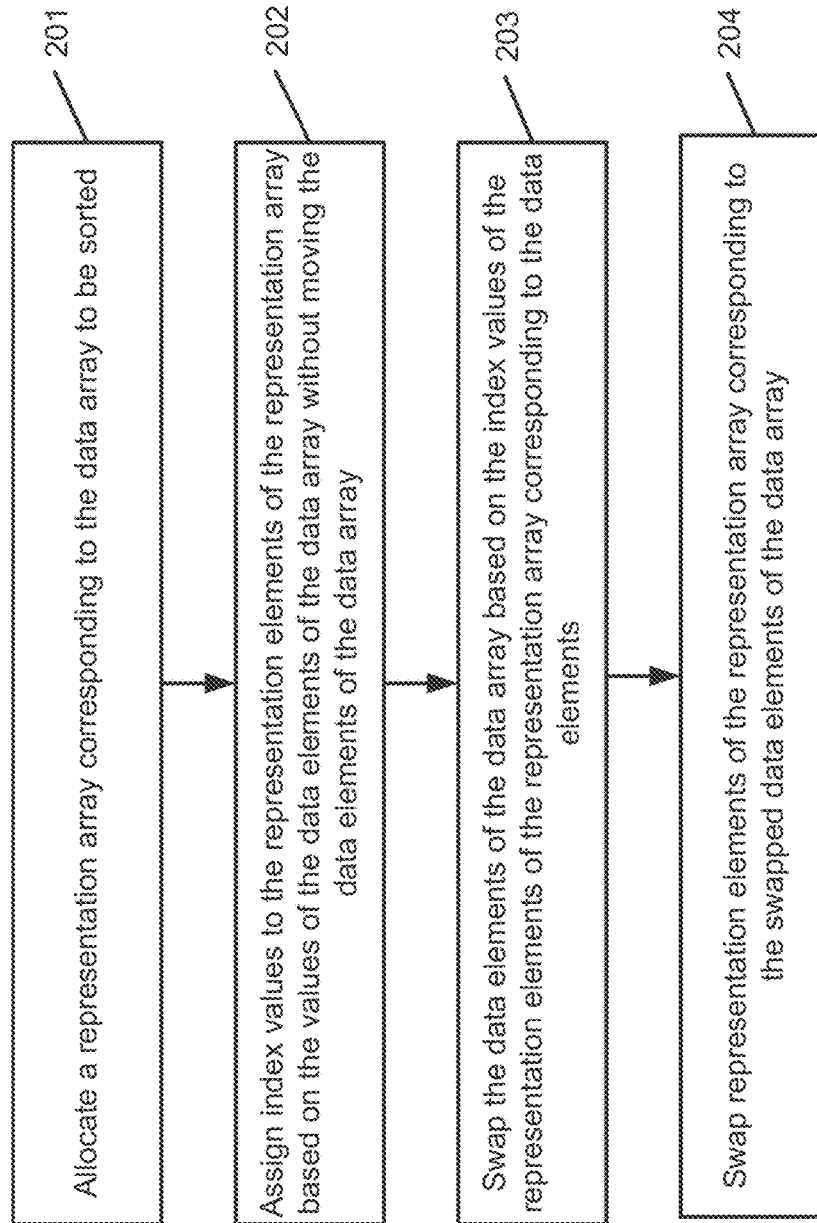 Allocate a representation array corresponding to the data array to be sorted
201
Assign index values to the representation elements of the representation array
based on the values of the data elements of the data array without moving the
data elements of the data array
202
Swap the data elements of the data array based on the index values of the
representation elements of the representation array corresponding to the data
elements
203
Swap representation elements of the representation array corresponding to
the swapped data elements of the data array
204